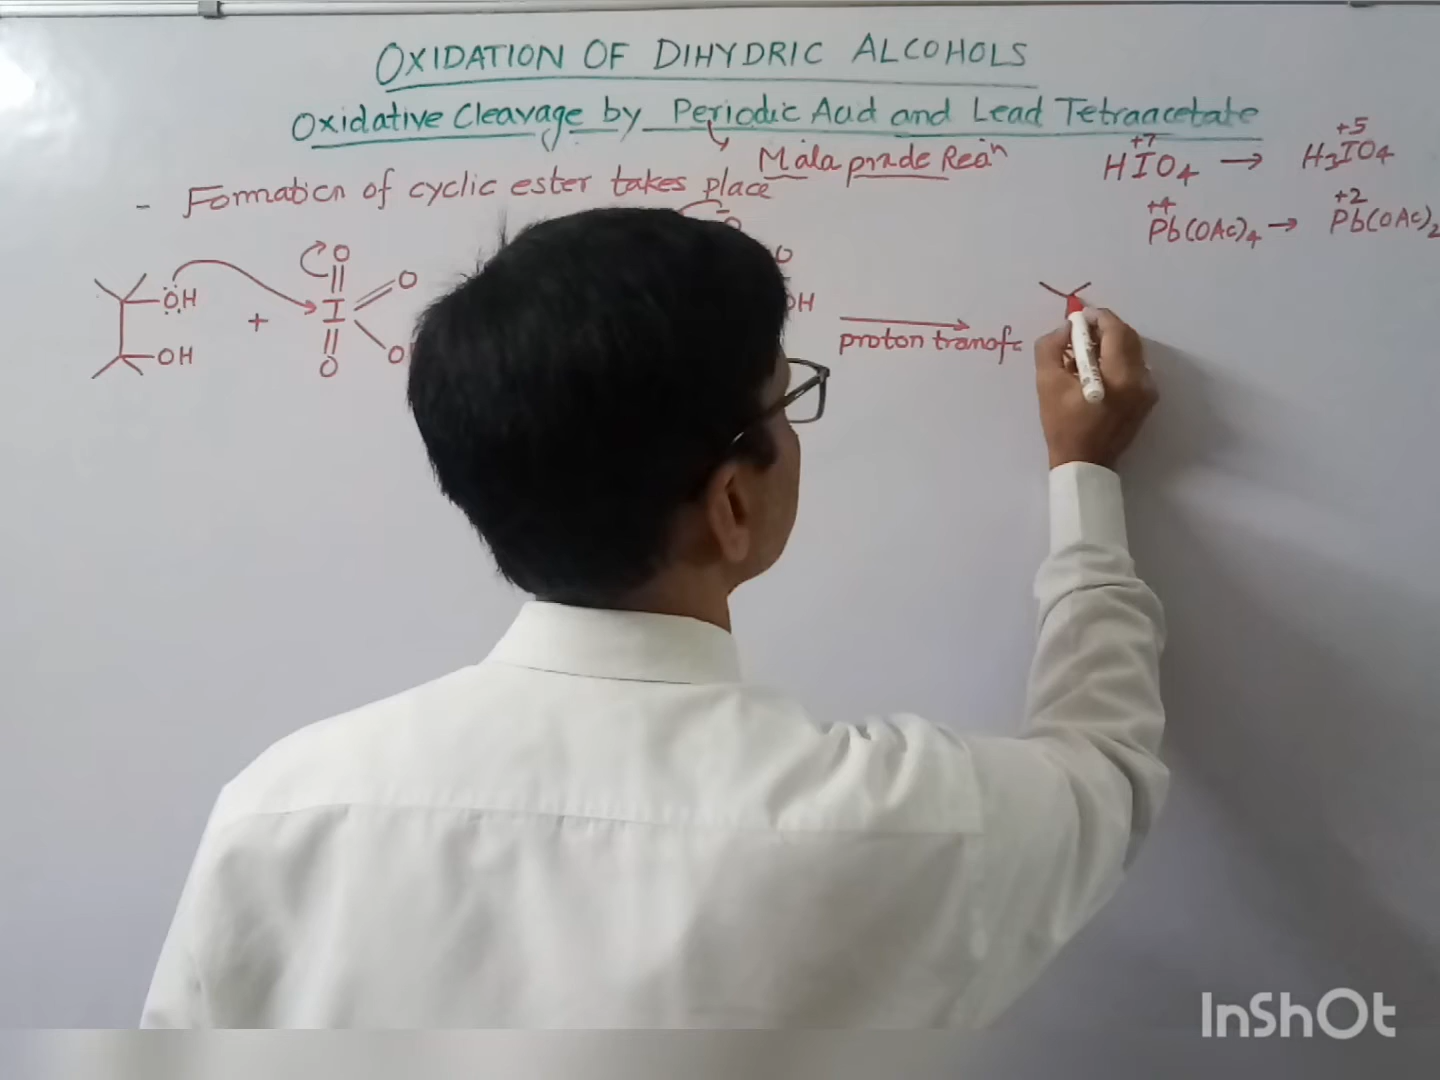 OXIDATION OF DIHYDRIC ALCOHOLS
Oxidative Cleavage by Periodic Acid and Lead Tetraacetate
Malaprade Reaⁿ
- Formation of cyclic ester takes place
+7 +5
HIO₄ → H₃IO₄
+4 +2
Pb(OAc)₄ → Pb(OAc)₂
O
O
OH
I
O
OH
+
O
O
O
OH
proton transfe
InShOt